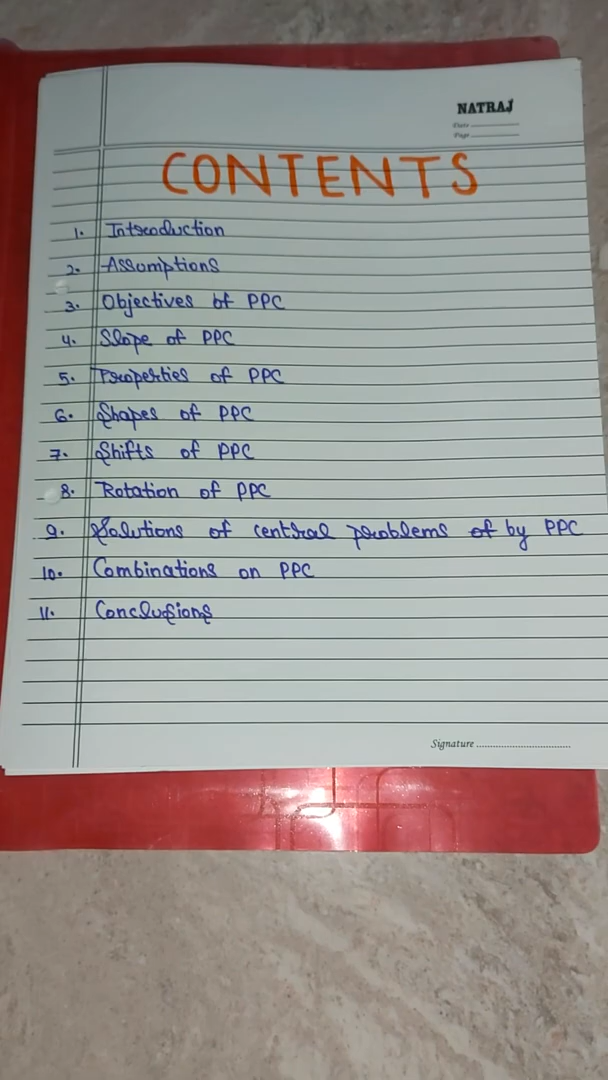 NATRAJ
Date
Page
CONTENTS
1. Introduction
2. Assumptions
3. Objectives of PPC
4. Slope of PPC
5. Properties of PPC
6. Shapes of PPC
7. Shifts of PPC
8. Rotation of PPC
9. Solutions of central problems of by PPC
10. Combinations on PPC
11. Conclusions
Signature